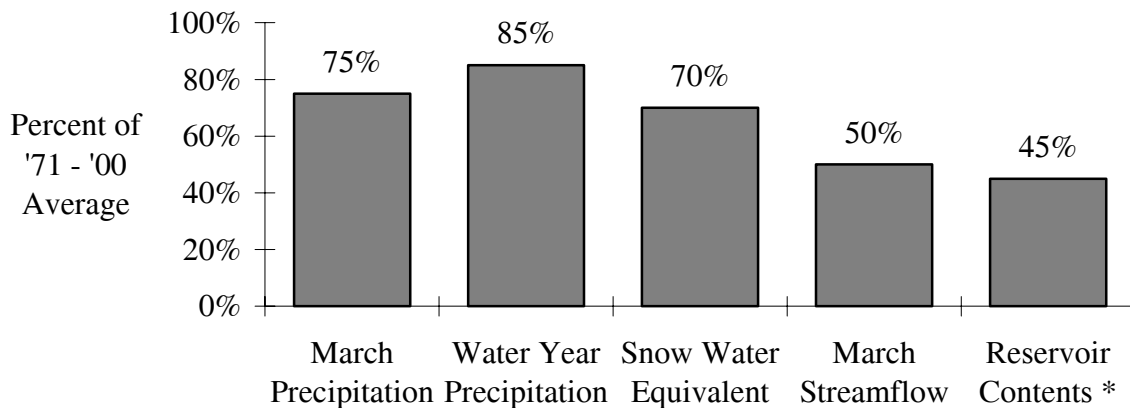 Percent of
'71 - '00
Average
100%
80%
60%
40%
20%
0%
75%
85%
70%
50%
45%
March
Precipitation
Water Year
Precipitation
Snow Water
Equivalent
March
Streamflow
Reservoir
Contents *